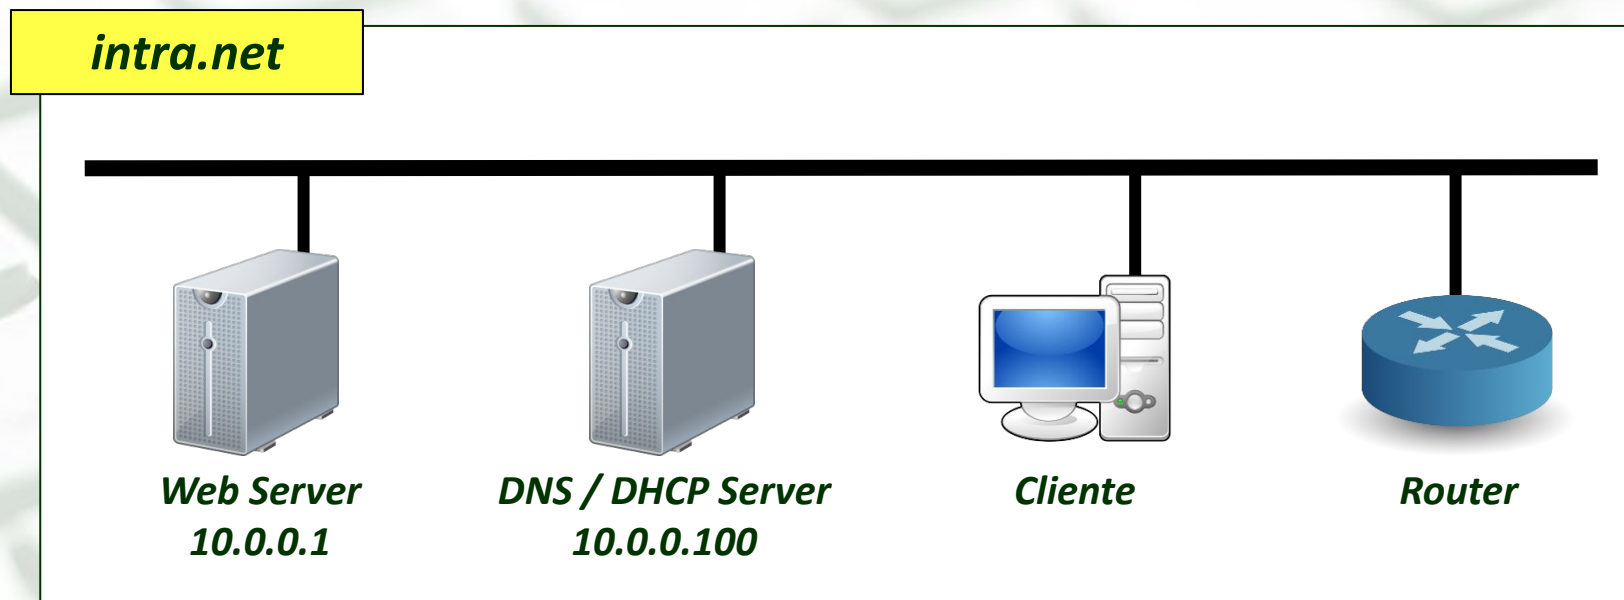 intra.net
Web Server
10.0.0.1
DNS / DHCP Server
10.0.0.100
Cliente
Router